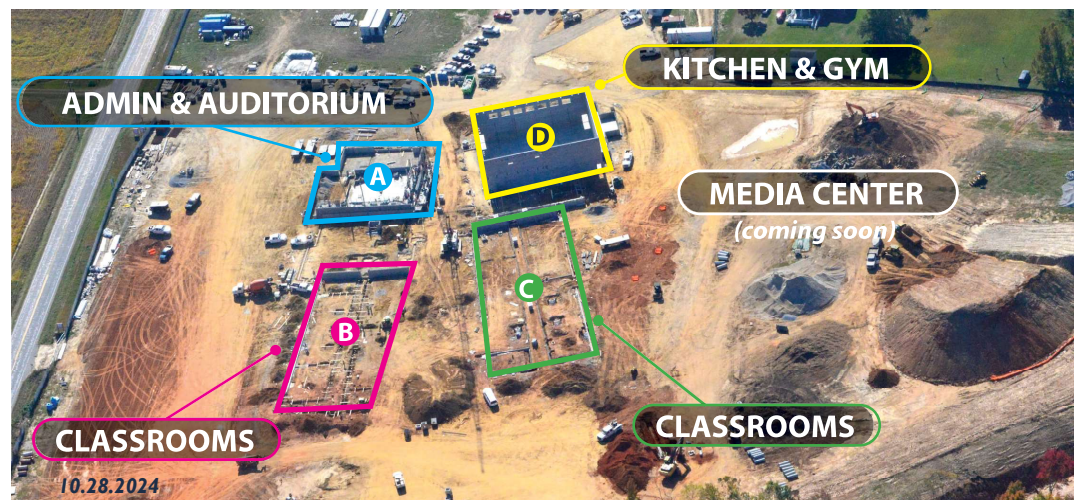 KITCHEN & GYM
ADMIN & AUDITORIUM
D
A
MEDIA CENTER
(coming soon)
C
B
CLASSROOMS
CLASSROOMS
10.28.2024